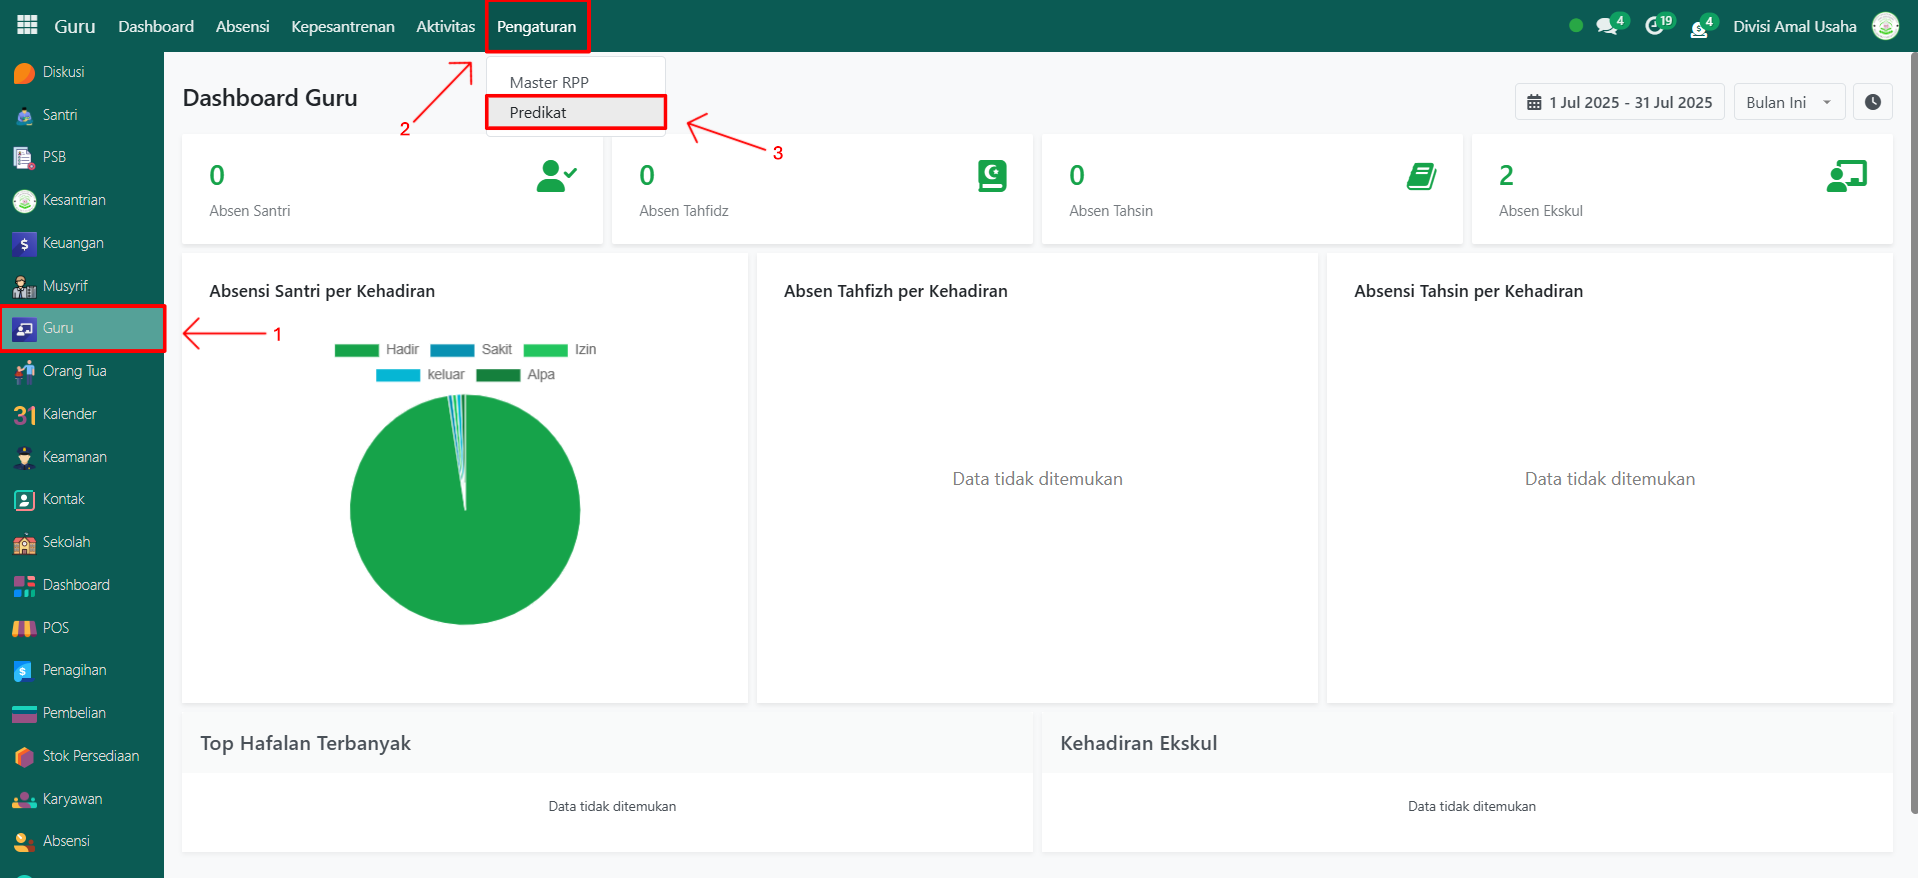 Guru Dashboard Absensi Kepesantrenan Aktivitas Pengaturan 4 19 4 Divisi Amal Usaha
Diskusi
Santri
PSB
Kesantrian
Keuangan
Musyrif
Guru
Orang Tua
31 Kalender
Keamanan
Kontak
Sekolah
Dashboard
POS
Penagihan
Pembelian
Stok Persediaan
Karyawan
Absensi
Master RPP
Predikat
1
2
3
Dashboard Guru
1 Jul 2025 - 31 Jul 2025 Bulan Ini
0
Absen Santri
0
Absen Tahfidz
0
Absen Tahsin
2
Absen Ekskul
Absensi Santri per Kehadiran
Hadir Sakit Izin
keluar Alpa
Absen Tahfizh per Kehadiran
Data tidak ditemukan
Absensi Tahsin per Kehadiran
Data tidak ditemukan
Top Hafalan Terbanyak
Data tidak ditemukan
Kehadiran Ekskul
Data tidak ditemukan